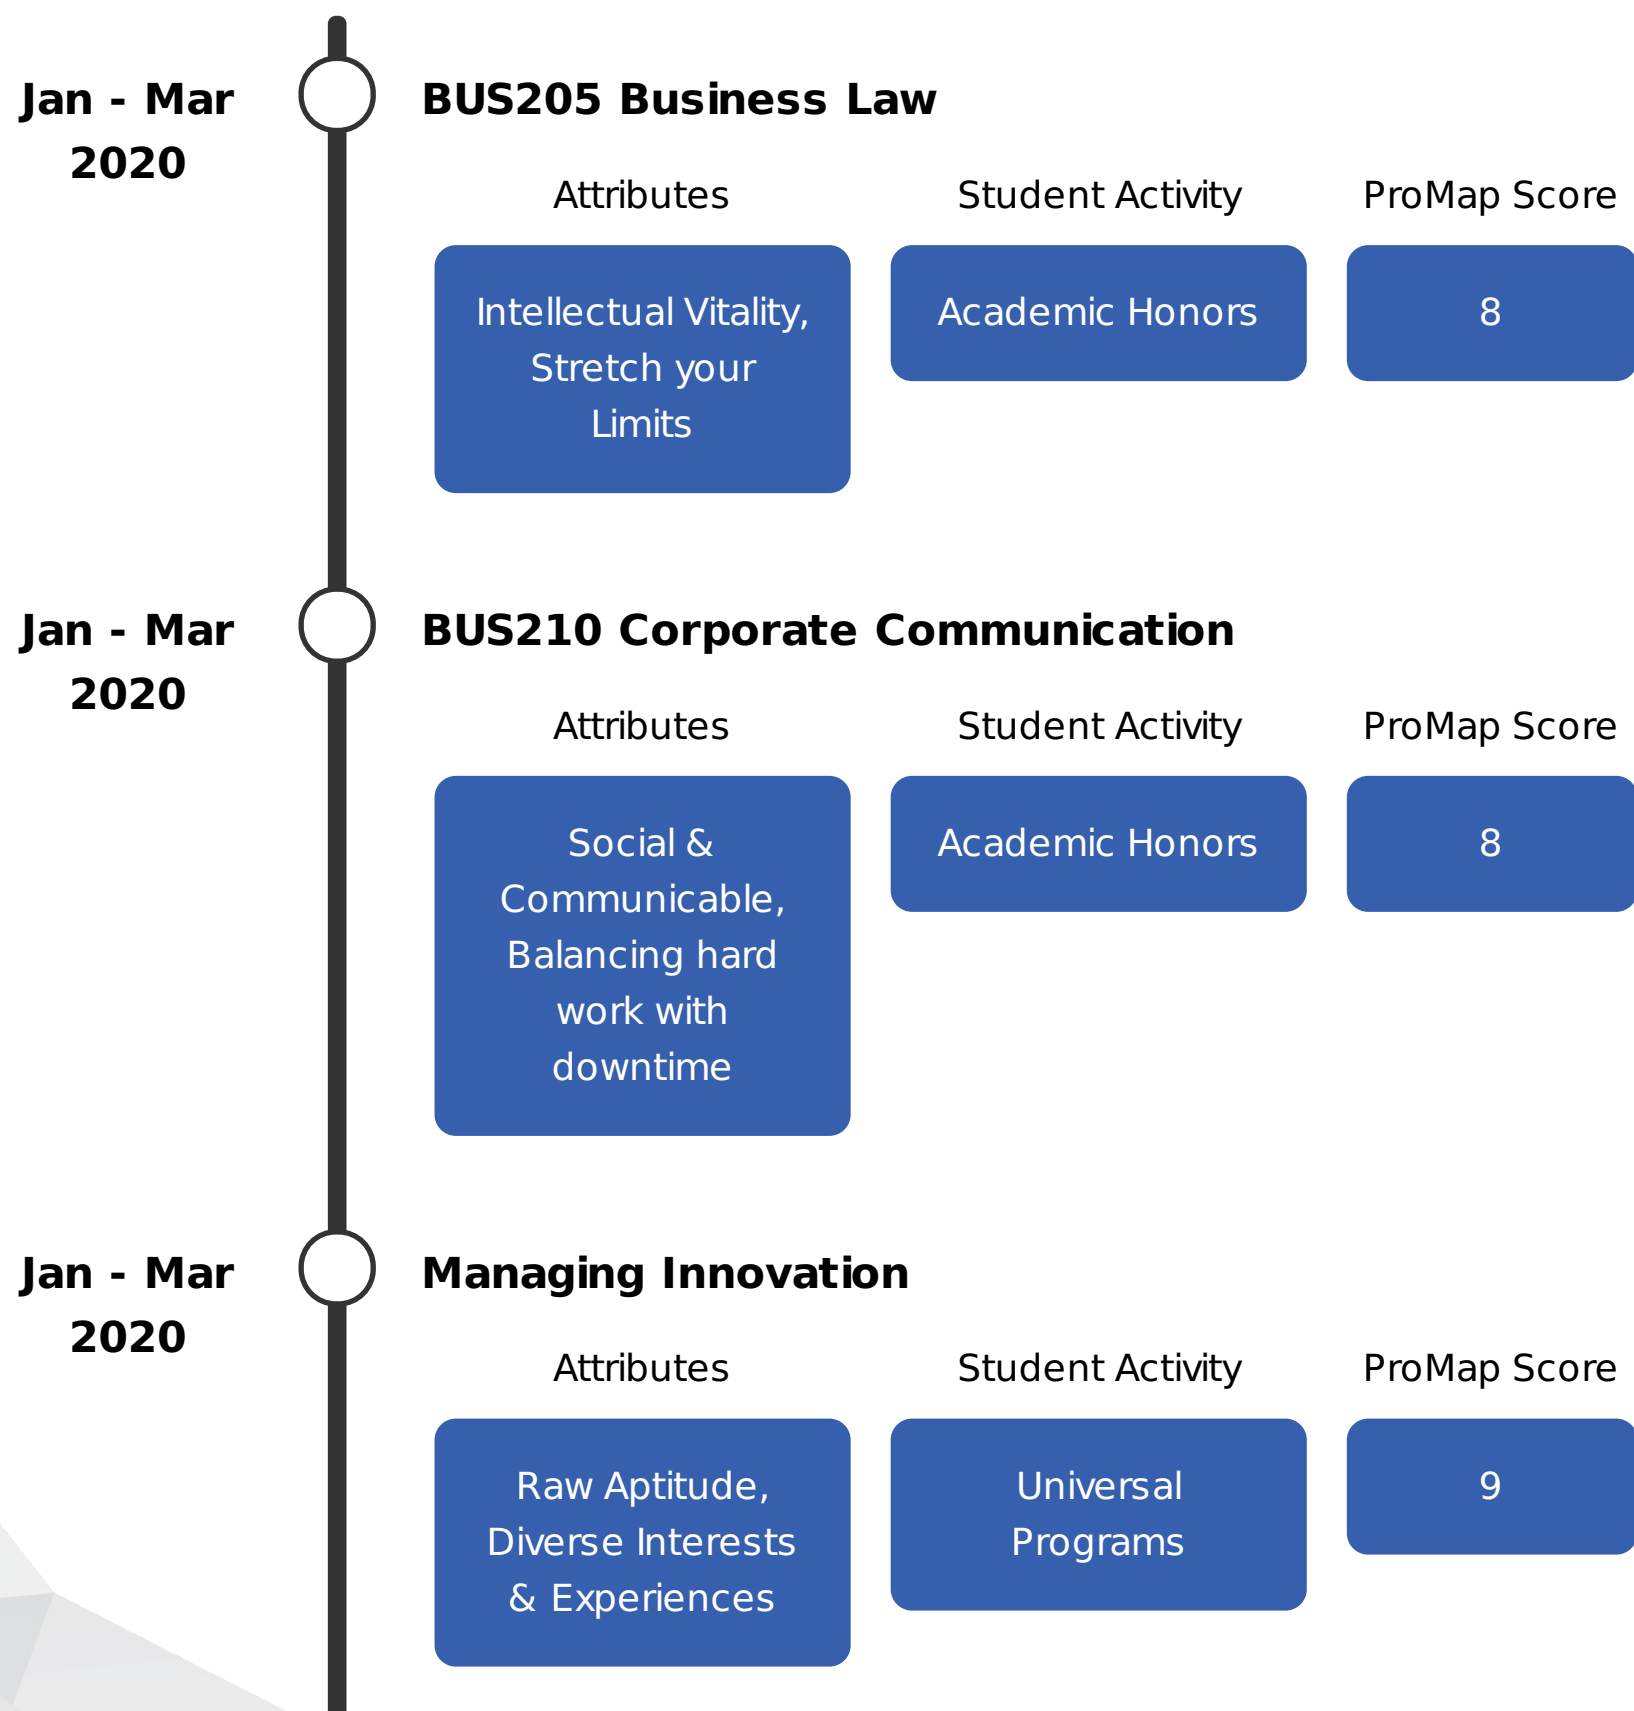 Jan - Mar
2020
BUS205 Business Law
Attributes
Student Activity
ProMap Score
Intellectual Vitality,
Stretch your
Limits
Academic Honors
8
Jan - Mar
2020
BUS210 Corporate Communication
Attributes
Student Activity
ProMap Score
Social &
Communicable,
Balancing hard
work with
downtime
Academic Honors
8
Jan - Mar
2020
Managing Innovation
Attributes
Student Activity
ProMap Score
Raw Aptitude,
Diverse Interests
& Experiences
Universal
Programs
9